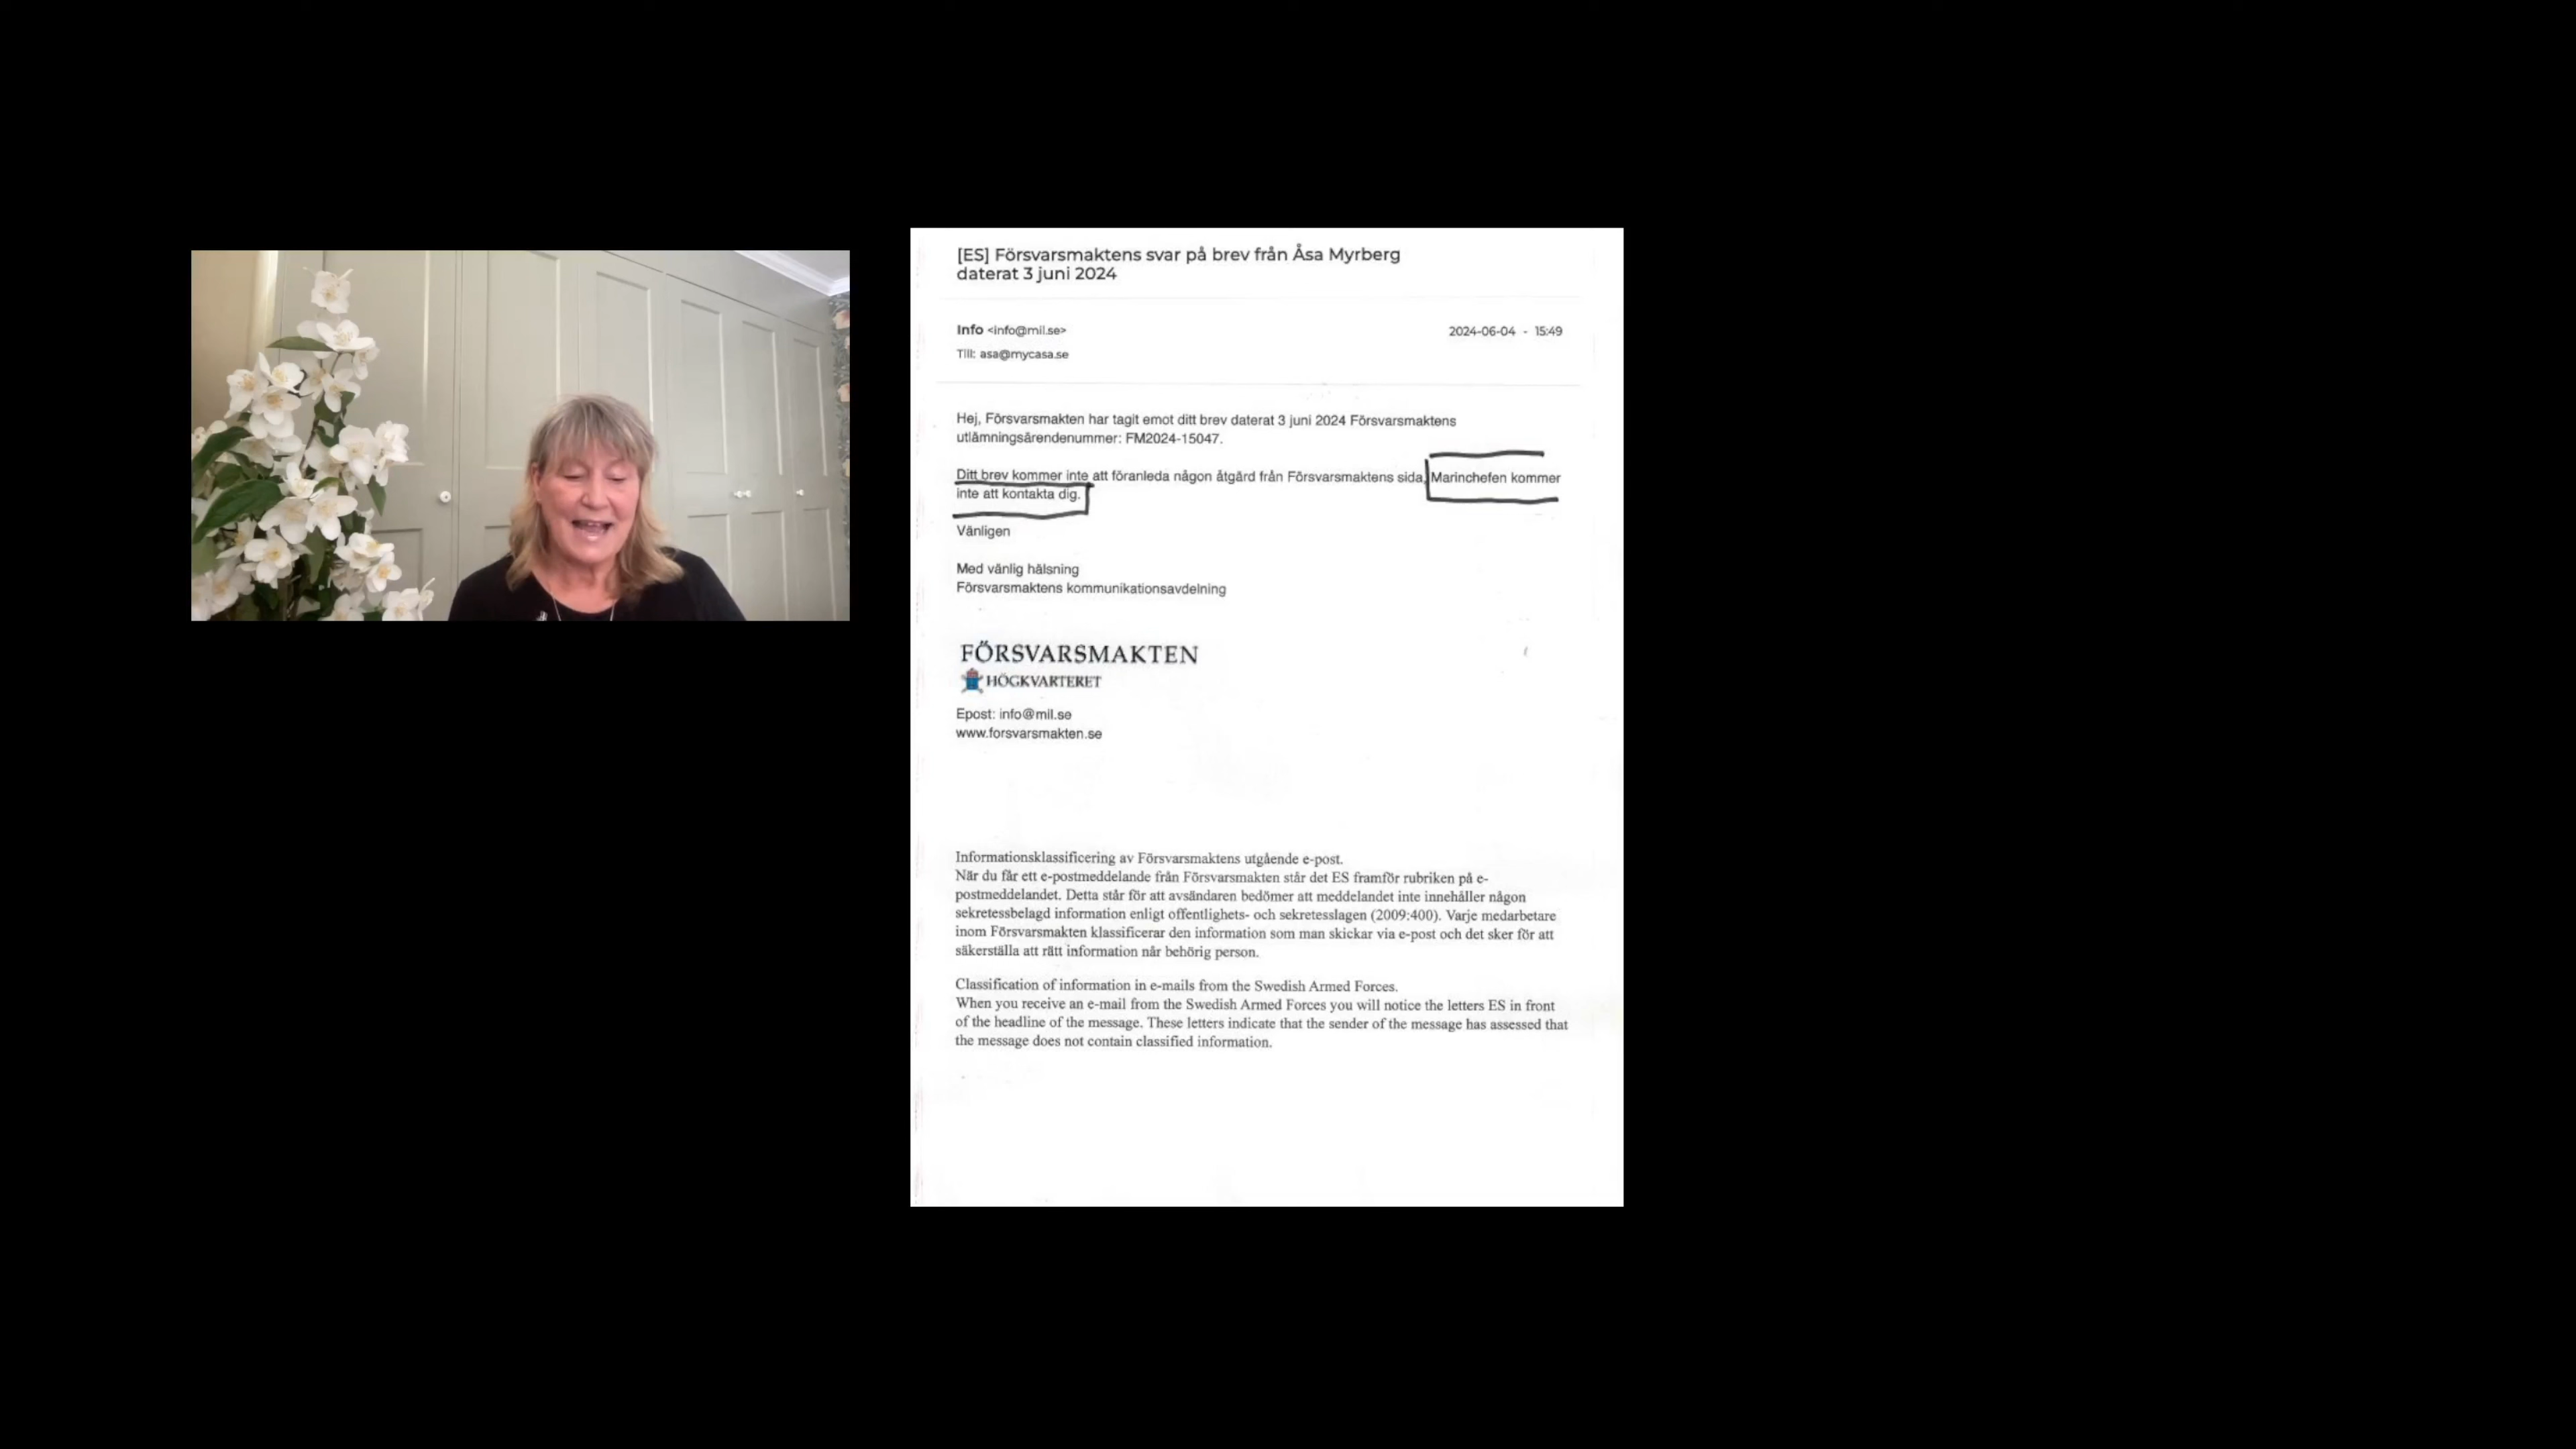 [ES] Försvarsmaktens svar på brev från Åsa Myrberg
daterat 3 juni 2024
Info <info@mil.se>
2024-06-04 - 15:49
Till: asa@mycasa.se
Hej, Försvarsmakten har tagit emot ditt brev daterat 3 juni 2024 Försvarsmaktens
utlämningsärendenummer: FM2024-15047.
Ditt brev kommer inte att föranleda någon åtgärd från Försvarsmaktens sida, Marinchefen kommer
inte att kontakta dig.
Vänligen
Med vänlig hälsning
Försvarsmaktens kommunikationsavdelning
FÖRSVARSMAKTEN
HÖGKVARTERET
Epost: info@mil.se
www.forsvarsmakten.se
Informationsklassificering av Försvarsmaktens utgående e-post.
När du får ett e-postmeddelande från Försvarsmakten står det ES framför rubriken på e-
postmeddelandet. Detta står för att avsändaren bedömer att meddelandet inte innehåller någon
sekretessbelagd information enligt offentlighets- och sekretesslagen (2009:400). Varje medarbetare
inom Försvarsmakten klassificerar den information som man skickar via e-post och det sker för att
säkerställa att rätt information når behörig person.
Classification of information in e-mails from the Swedish Armed Forces.
When you receive an e-mail from the Swedish Armed Forces you will notice the letters ES in front
of the headline of the message. These letters indicate that the sender of the message has assessed that
the message does not contain classified information.